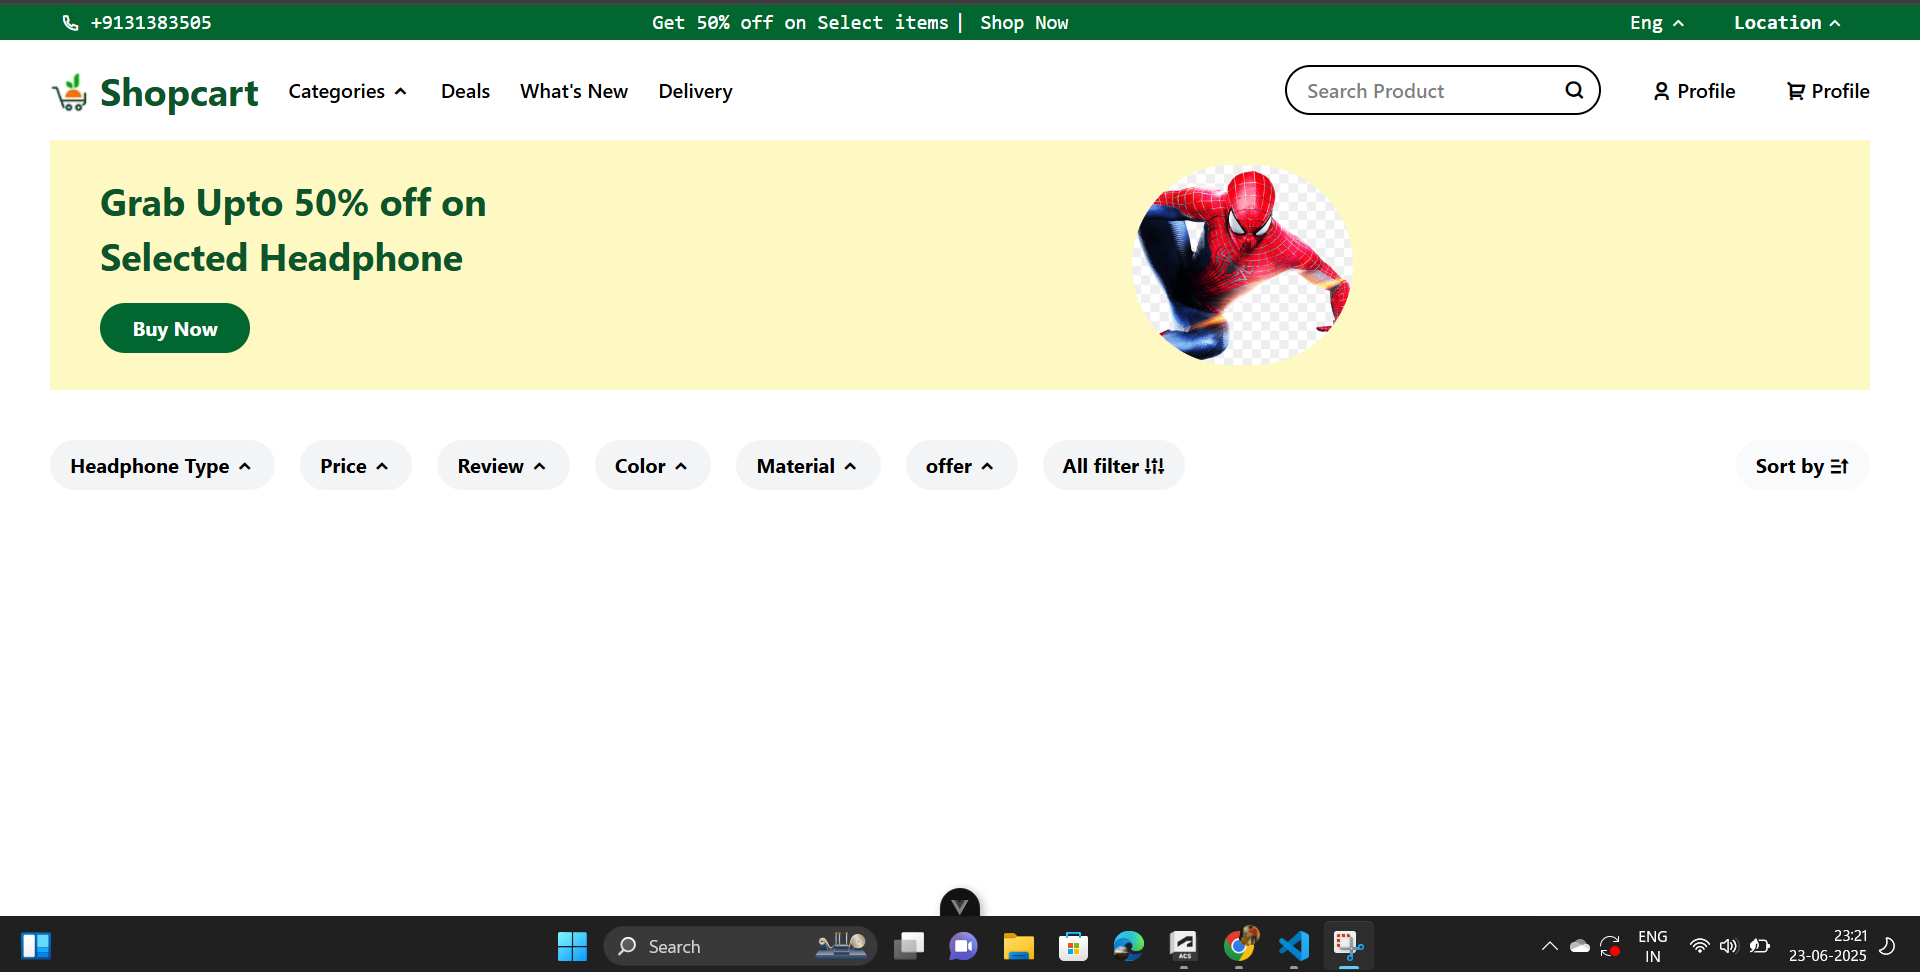 +9131383505
Get 50% off on Select items | Shop Now
Eng
Location
Shopcart
Categories
Deals
What's New
Delivery
Search Product
Profile
Profile
Grab Upto 50% off on
Selected Headphone
Buy Now
Headphone Type
Price
Review
Color
Material
offer
All filter
Sort by
Search
ACS
ENG
IN
23:21
23-06-2025